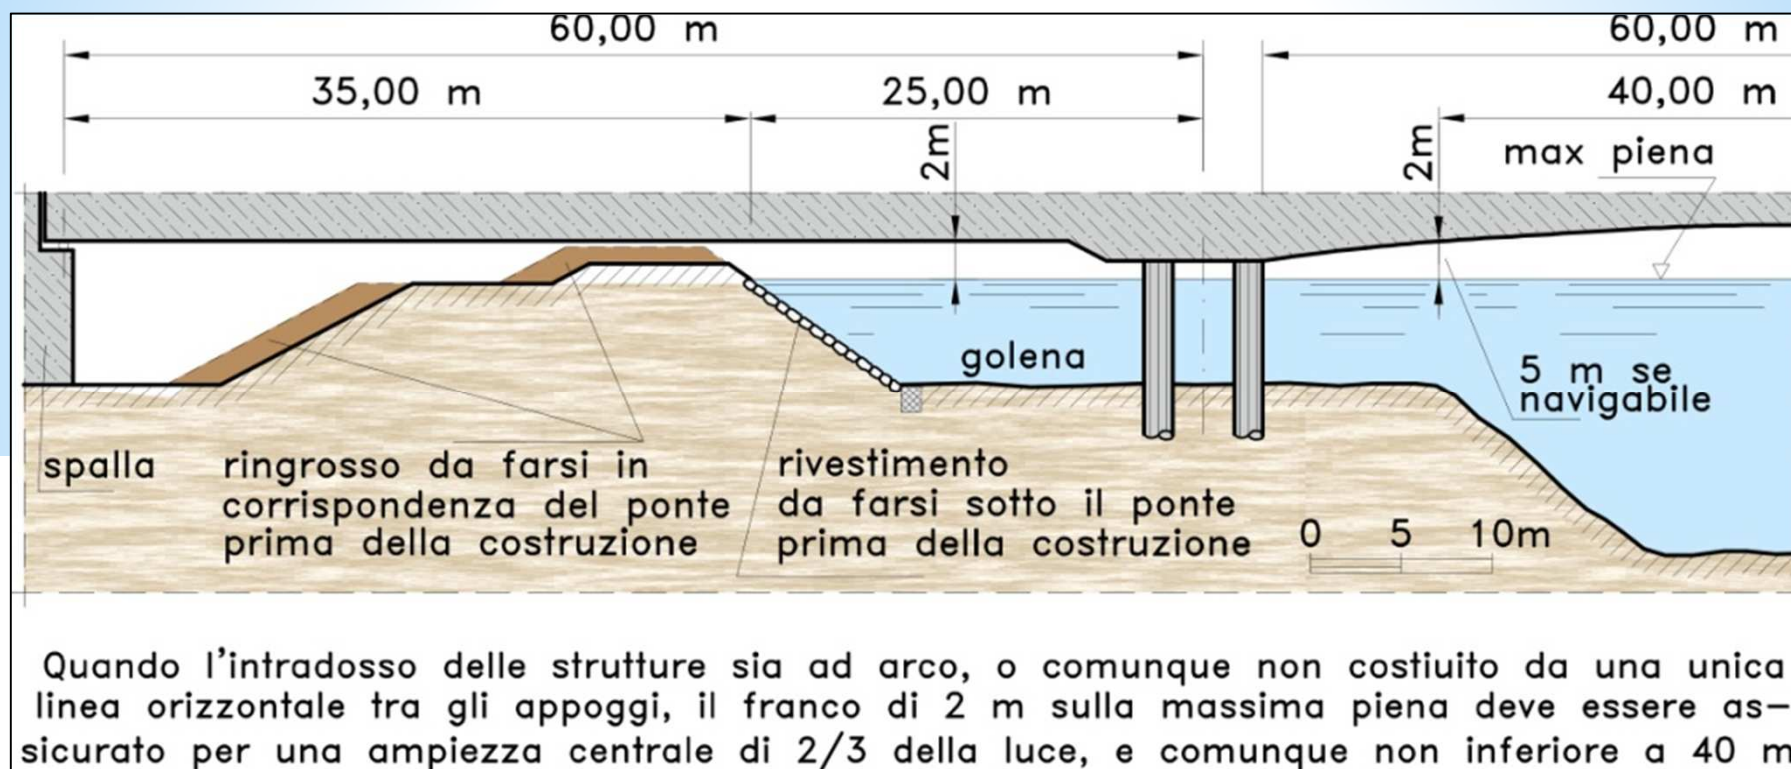 60,00 m
60,00 m
35,00 m
25,00 m
40,00 m
2m
2m
max piena
golena
5 m se
navigabile
spalla
ringrosso da farsi in
corrispondenza del ponte
prima della costruzione
rivestimento
da farsi sotto il ponte
prima della costruzione
0 5 10m
Quando l'intradosso delle strutture sia ad arco, o comunque non costiuito da una unica
linea orizzontale tra gli appoggi, il franco di 2 m sulla massima piena deve essere as-
sicurato per una ampiezza centrale di 2/3 della luce, e comunque non inferiore a 40 m